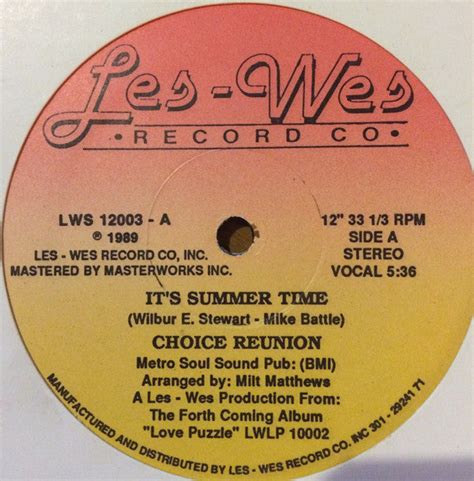 Les-Wes
• RECORD CO •
LWS 12003 - A
℗ 1989
LES - WES RECORD CO, INC.
MASTERED BY MASTERWORKS INC.
12" 33 1/3 RPM
SIDE A
STEREO
VOCAL 5:36
IT'S SUMMER TIME
(Wilbur E. Stewart - Mike Battle)
CHOICE REUNION
Metro Soul Sound Pub: (BMI)
Arranged by: Milt Matthews
A Les - Wes Production From:
The Forth Coming Album
"Love Puzzle" LWLP 10002
MANUFACTURED AND DISTRIBUTED BY LES - WES RECORD CO. INC 301 - 29241 71